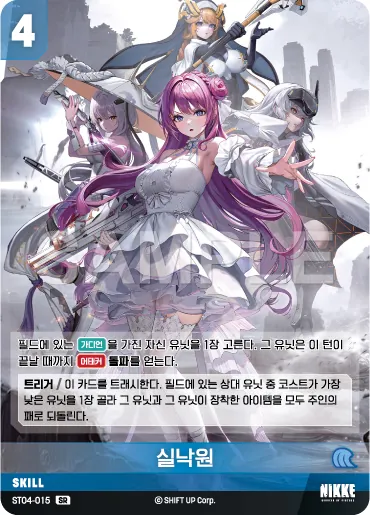 4
SAMPLE
필드에 있는 가디언 을 가진 자신 유닛을 1장 고른다. 그 유닛은 이 턴이
끝날 때까지 어태커 돌파를 얻는다.
트리거 / 이 카드를 트래시한다. 필드에 있는 상대 유닛 중 코스트가 가장
낮은 유닛을 1장 골라 그 유닛과 그 유닛이 장착한 아이템을 모두 주인의
패로 되돌린다.
실낙원
SKILL
ST04-015 SR
© SHIFT UP Corp.
NIKKE